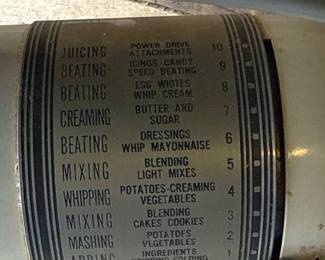 JUICING POWER DRIVE ATTACHMENTS 10
BEATING ICINGS-CANDY SPEED BEATING 9
BEATING EGG WHITES WHIP CREAM 8
CREAMING BUTTER AND SUGAR 7
BEATING DRESSINGS WHIP MAYONNAISE 6
MIXING BLENDING LIGHT MIXES 5
WHIPPING POTATOES-CREAMING VEGETABLES 4
MIXING BLENDING CAKES COOKIES 3
MASHING POTATOES VEGETABLES 2
ADDING INGREDIENTS FOLDING 1